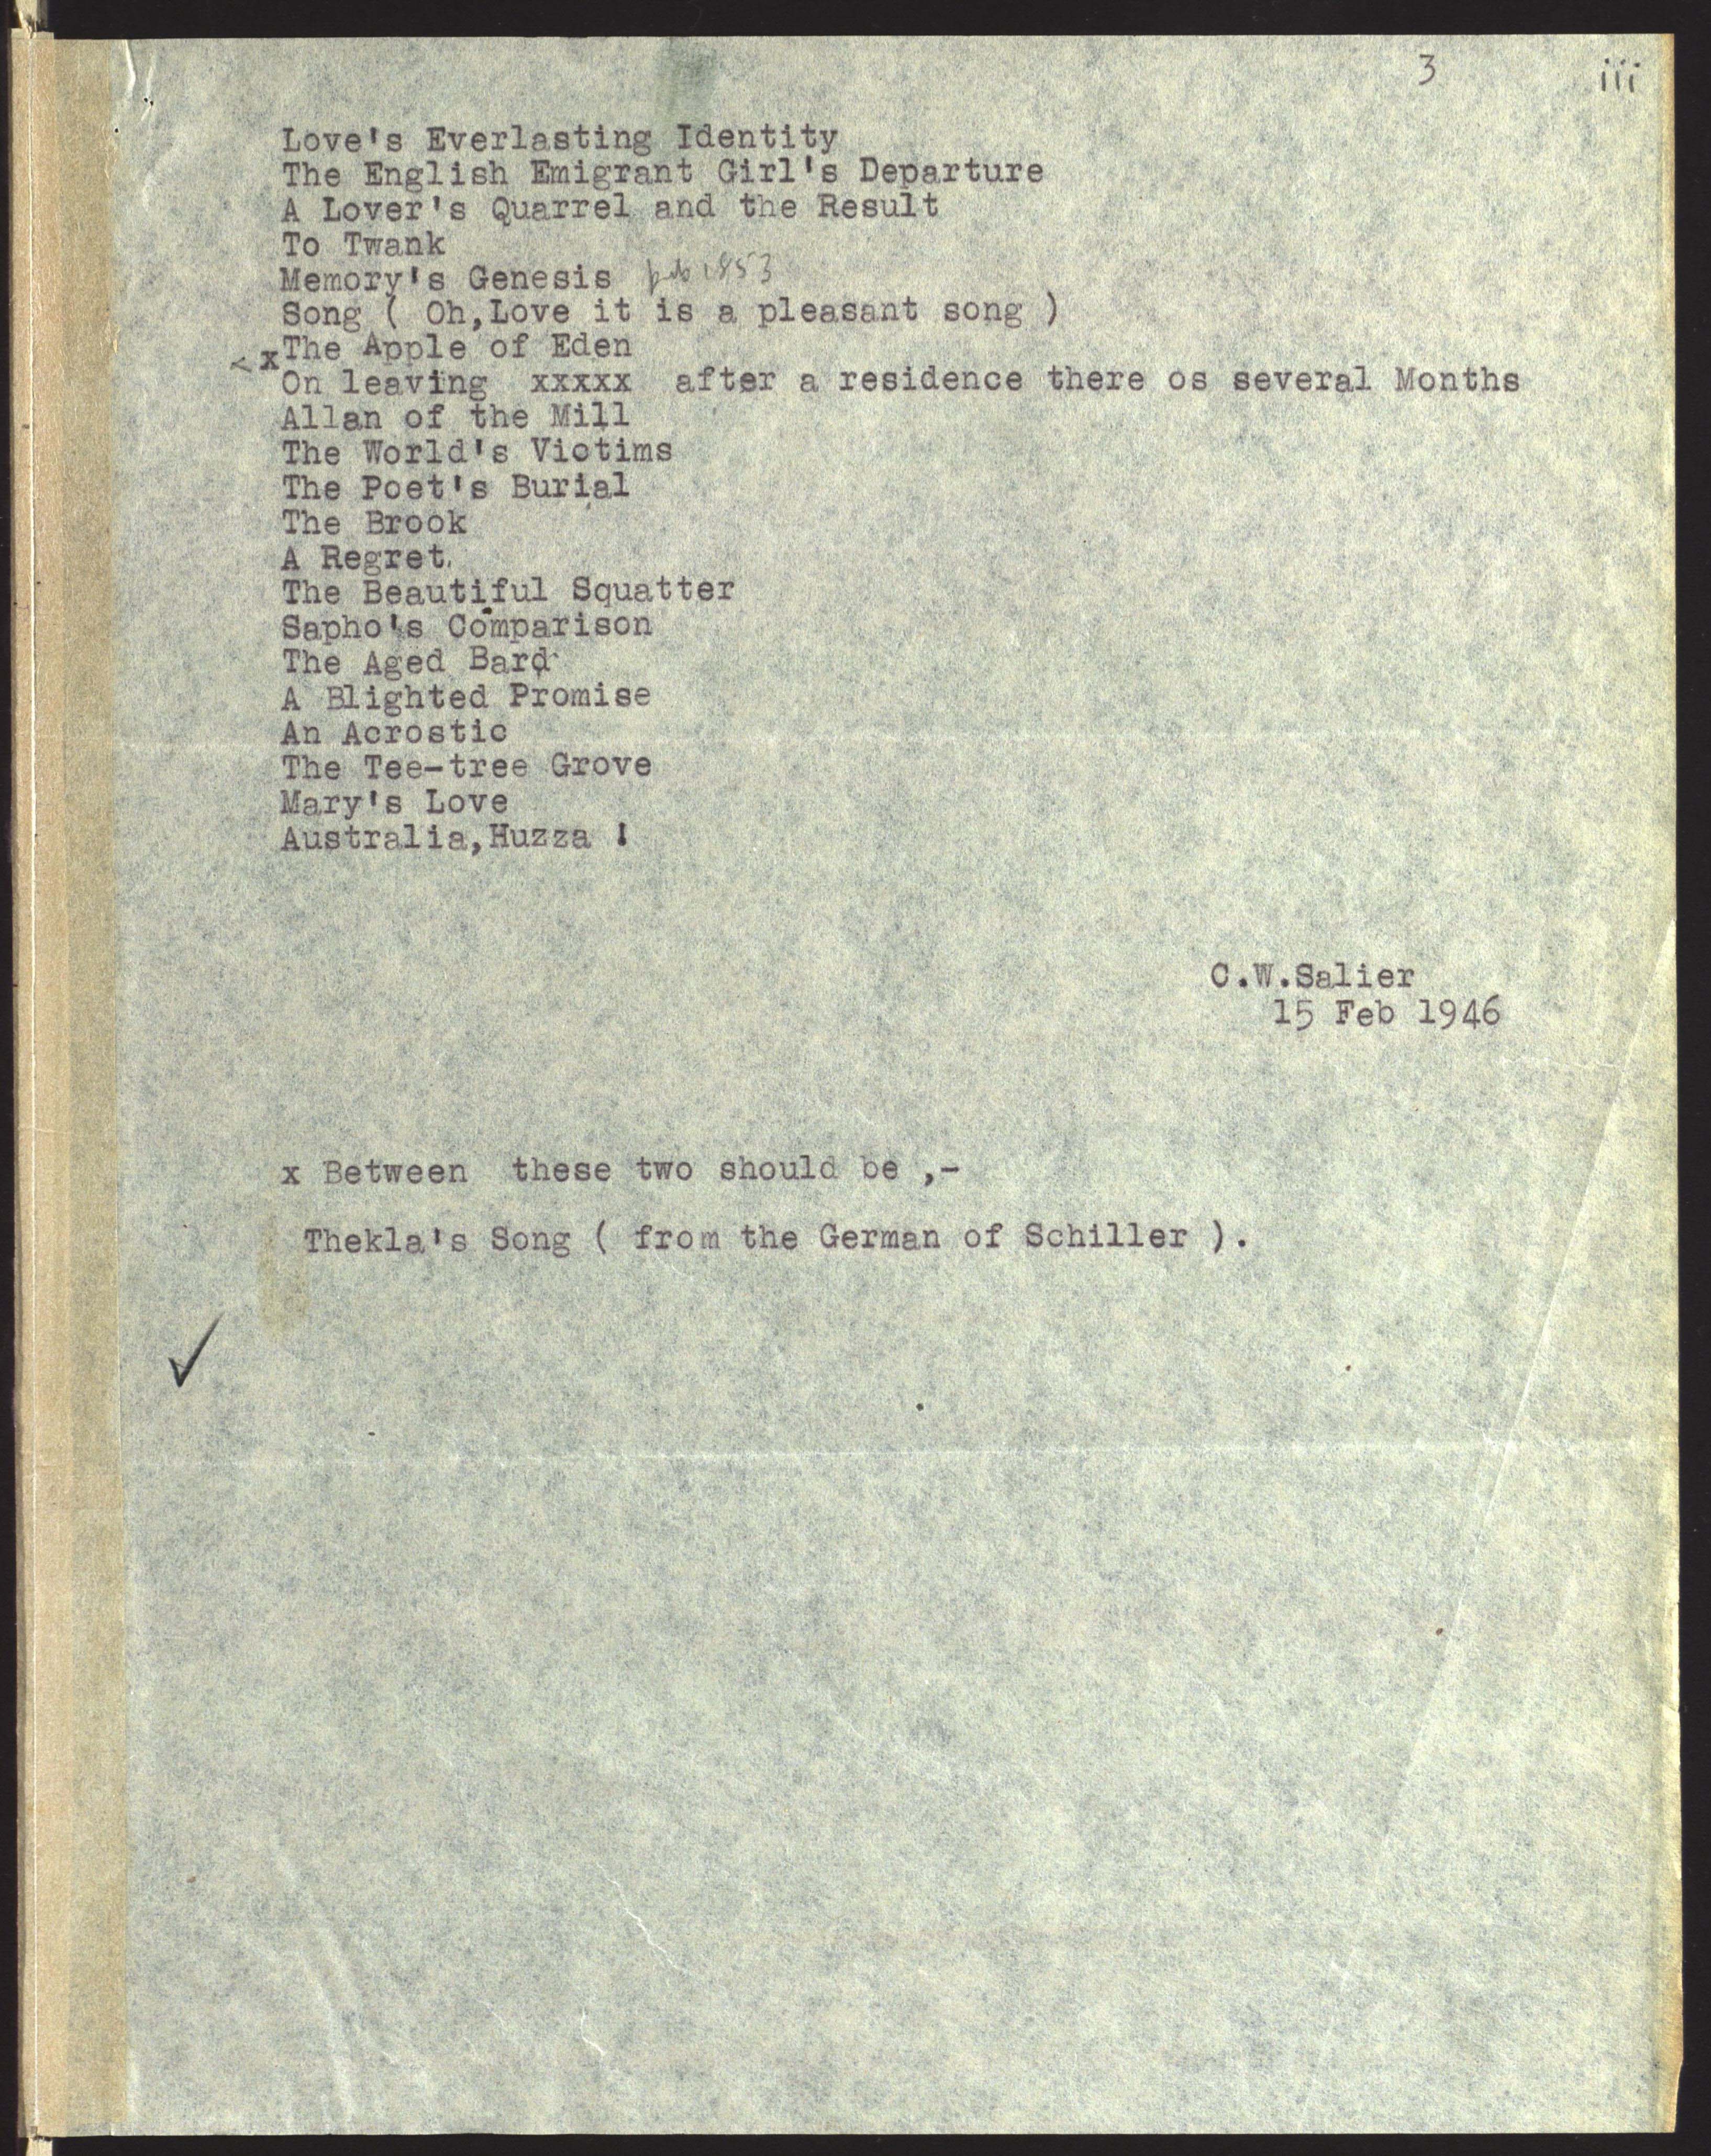 3 iii
Love's Everlasting Identity
The English Emigrant Girl's Departure
A Lover's Quarrel and the Result
To Twank
Memory's Genesis pub 1853
Song ( Oh,Love it is a pleasant song )
<xThe Apple of Eden
On leaving xxxxx after a residence there os several Months
Allan of the Mill
The World's Victims
The Poet's Burial
The Brook
A Regret.
The Beautiful Squatter
Sapho's Comparison
The Aged Bard
A Blighted Promise
An Acrostic
The Tee-tree Grove
Mary's Love
Australia,Huzza !
C.W.Salier
15 Feb 1946
x Between these two should be ,-
Thekla's Song ( from the German of Schiller ).
✓